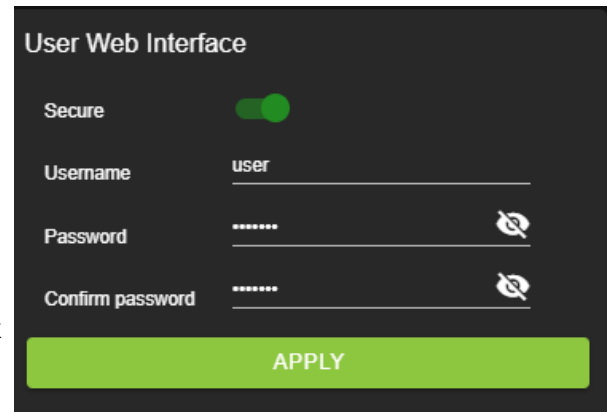 User Web Interface
Secure
Username user
Password •••••••
Confirm password •••••••
APPLY